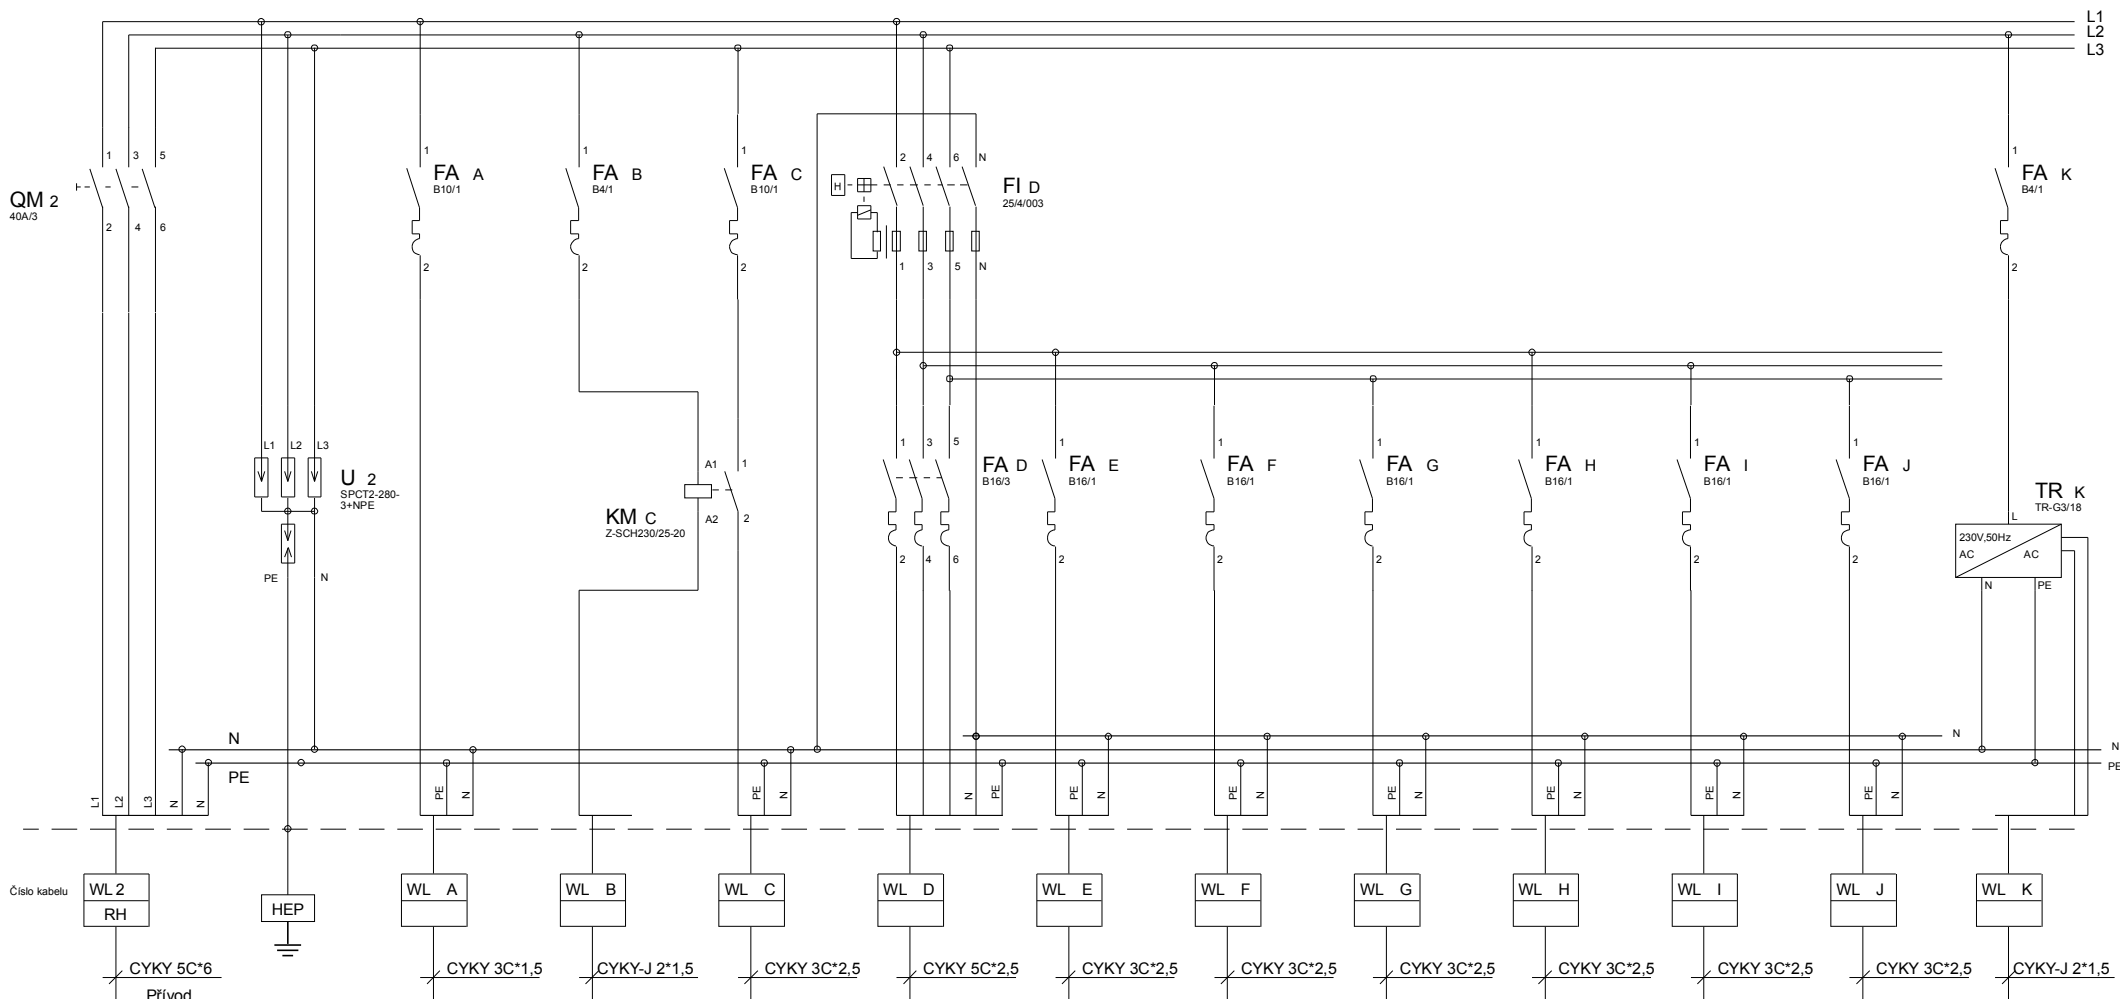 L1
L2
L3
1 3 5
QM 2
40A/3
2 4 6
1
FA A
B10/1
2
1
FA B
B4/1
2
1
FA C
B10/1
2
2 4 6 N
H
FI D
25/4/003
1 3 5 N
1
FA K
B4/1
2
L1 L2 L3
U 2
SPCT2-280-
3+NPE
PE N
A1 1
KM C
Z-SCH230/25-20
A2 2
1 3 5
FA D
B16/3
2 4 6
1
FA E
B16/1
2
1
FA F
B16/1
2
1
FA G
B16/1
2
1
FA H
B16/1
2
1
FA I
B16/1
2
1
FA J
B16/1
2
TR K
TR-G3/18
L
230V,50Hz
AC AC
N PE
N
N
N
PE
PE
L1 L2 L3 N N
PE N
PE N
N PE
PE N
PE N
PE N
PE N
PE N
PE N
Číslo kabelu
WL 2
RH
HEP
WL A
WL B
WL C
WL D
WL E
WL F
WL G
WL H
WL I
WL J
WL K
CYKY 5C*6
Přívod
CYKY 3C*1,5
CYKY-J 2*1,5
CYKY 3C*2,5
CYKY 5C*2,5
CYKY 3C*2,5
CYKY 3C*2,5
CYKY 3C*2,5
CYKY 3C*2,5
CYKY 3C*2,5
CYKY 3C*2,5
CYKY-J 2*1,5